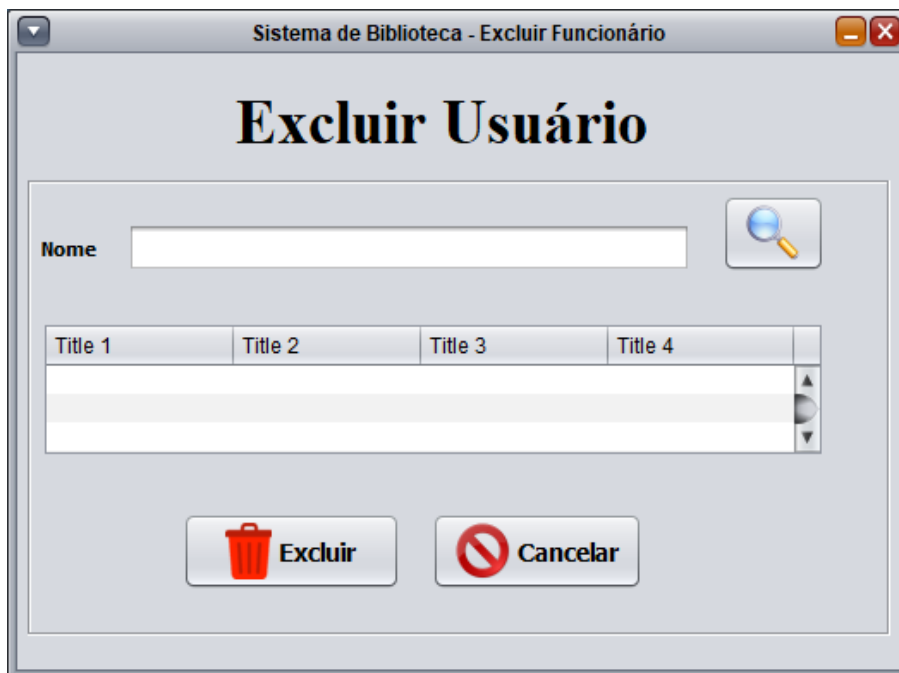 Sistema de Biblioteca - Excluir Funcionário
Excluir Usuário
Nome
Title 1 Title 2 Title 3 Title 4
Excluir Cancelar